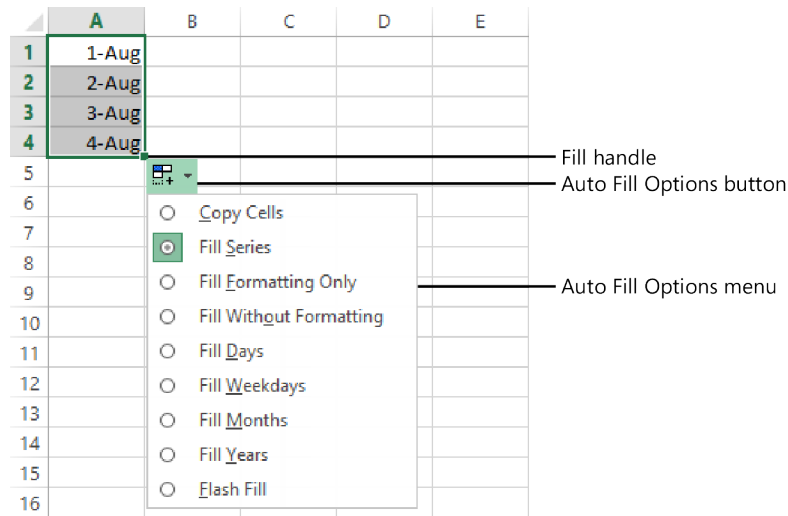 A B C D E
1 1-Aug
2 2-Aug
3 3-Aug
4 4-Aug
Fill handle
5
Auto Fill Options button
6 Copy Cells
7
Fill Series
8
Fill Formatting Only
9
Auto Fill Options menu
10 Fill Without Formatting
11 Fill Days
12 Fill Weekdays
13 Fill Months
14
Fill Years
15
Flash Fill
16